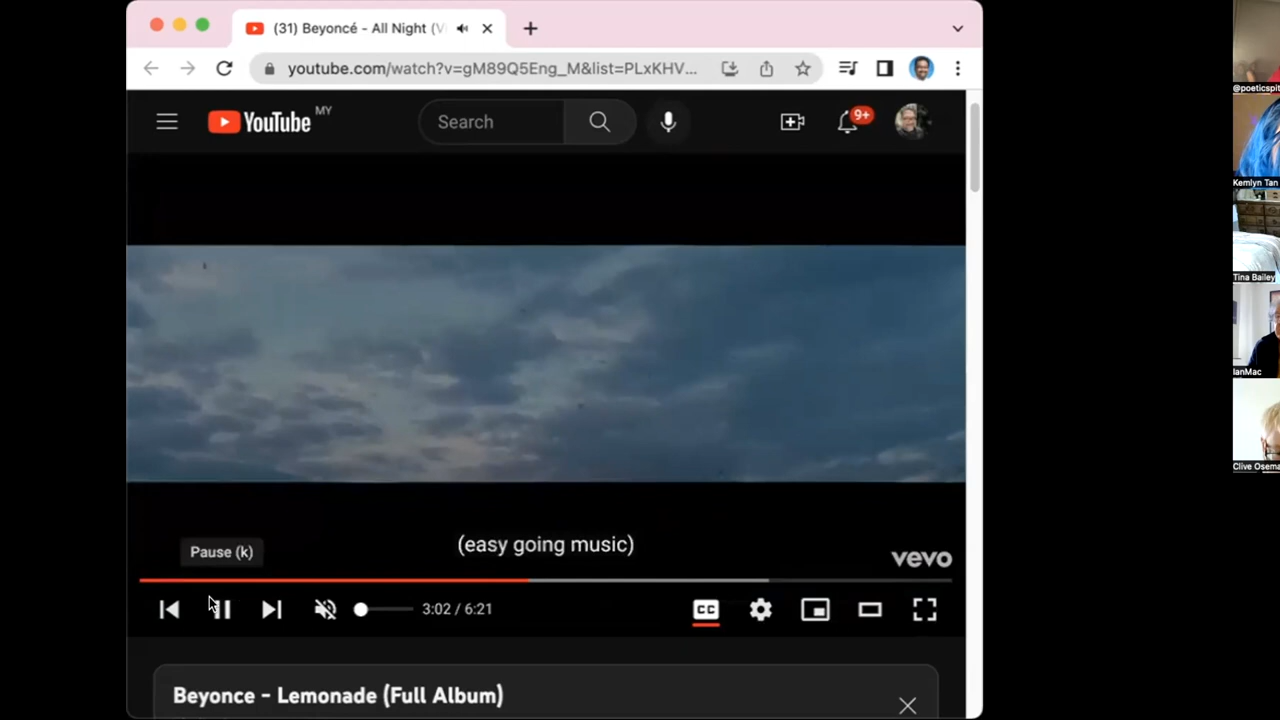 (31) Beyoncé - All Night (V
youtube.com/watch?v=gM89Q5Eng_M&list=PLxKHV...
YouTube MY
Search
9+
@poeticspit
Kemlyn Tan
Tina Bailey
IanMac
Clive Osema
(easy going music)
Pause (k)
vevo
3:02 / 6:21
CC
Beyonce - Lemonade (Full Album)